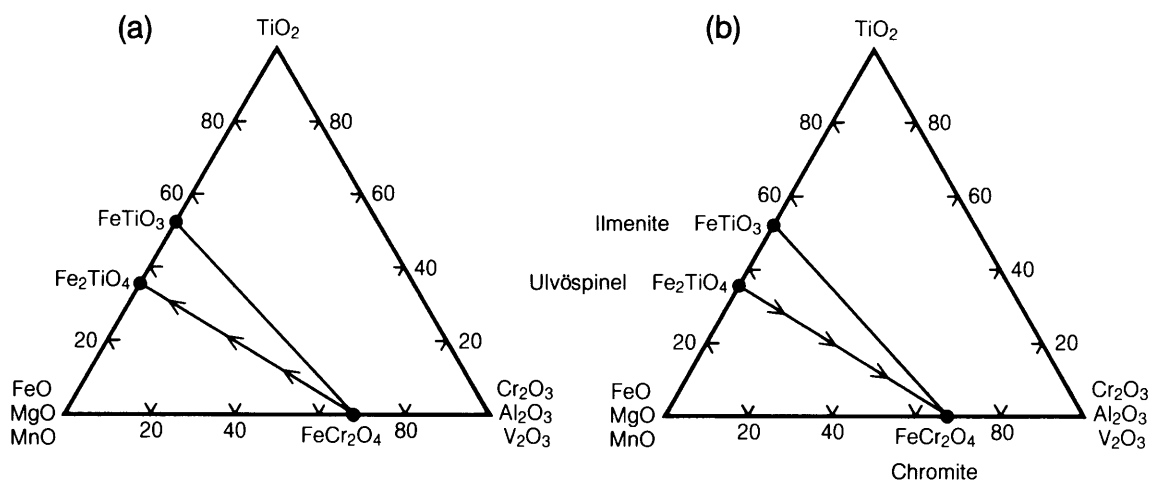 (a)
TiO2
80 80
60 60
FeTiO3
Fe2TiO4
40
20 20
FeO
MgO
MnO
Cr2O3
Al2O3
V2O3
20 40 FeCr2O4 80
(b)
TiO2
80 80
60 60
Ilmenite FeTiO3
Ulvöspinel Fe2TiO4
40
20 20
FeO
MgO
MnO
Cr2O3
Al2O3
V2O3
20 40 FeCr2O4 80
Chromite